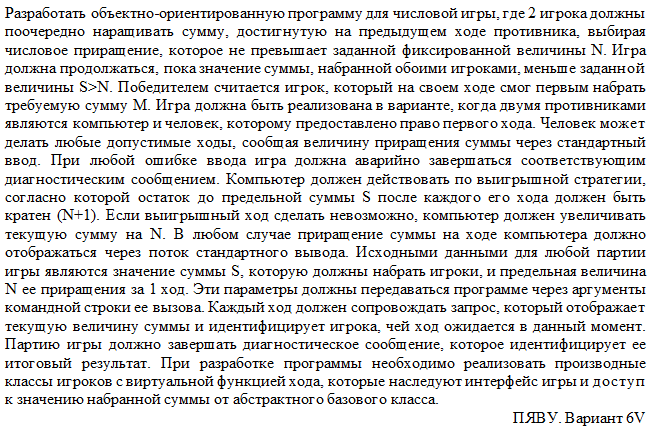 Разработать объектно-ориентированную программу для числовой игры, где 2 игрока должны
поочередно наращивать сумму, достигнутую на предыдущем ходе противника, выбирая
числовое приращение, которое не превышает заданной фиксированной величины N. Игра
должна продолжаться, пока значение суммы, набранной обоими игроками, меньше заданной
величины S>N. Победителем считается игрок, который на своем ходе смог первым набрать
требуемую сумму M. Игра должна быть реализована в варианте, когда двумя противниками
являются компьютер и человек, которому предоставлено право первого хода. Человек может
делать любые допустимые ходы, сообщая величину приращения суммы через стандартный
ввод. При любой ошибке ввода игра должна аварийно завершаться соответствующим
диагностическим сообщением. Компьютер должен действовать по выигрышной стратегии,
согласно которой остаток до предельной суммы S после каждого его хода должен быть
кратен (N+1). Если выигрышный ход сделать невозможно, компьютер должен увеличивать
текущую сумму на N. В любом случае приращение суммы на ходе компьютера должно
отображаться через поток стандартного вывода. Исходными данными для любой партии
игры являются значение суммы S, которую должны набрать игроки, и предельная величина
N ее приращения за 1 ход. Эти параметры должны передаваться программе через аргументы
командной строки ее вызова. Каждый ход должен сопровождать запрос, который отображает
текущую величину суммы и идентифицирует игрока, чей ход ожидается в данный момент.
Партию игры должно завершать диагностическое сообщение, которое идентифицирует ее
итоговый результат. При разработке программы необходимо реализовать производные
классы игроков с виртуальной функцией хода, которые наследуют интерфейс игры и доступ
к значению набранной суммы от абстрактного базового класса.
ПЯВУ. Вариант 6V